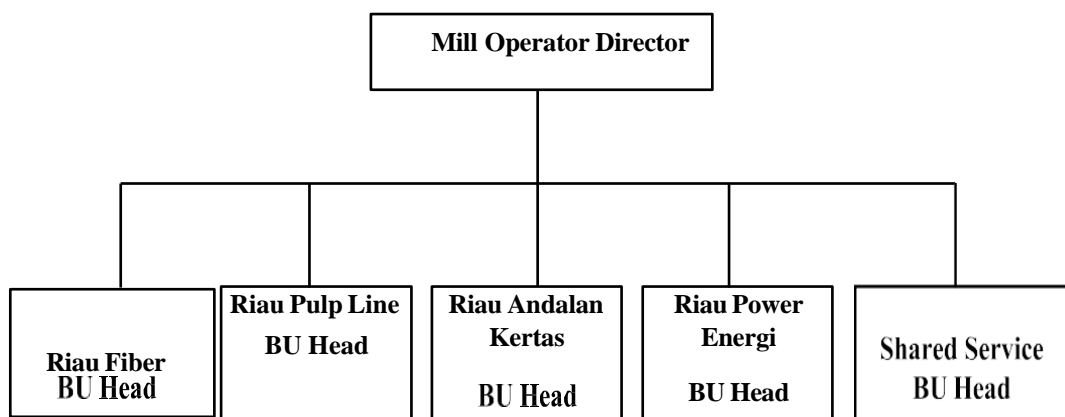 Mill Operator Director
Riau Fiber
BU Head
Riau Pulp Line
BU Head
Riau Andalan
Kertas
BU Head
Riau Power
Energi
BU Head
Shared Service
BU Head